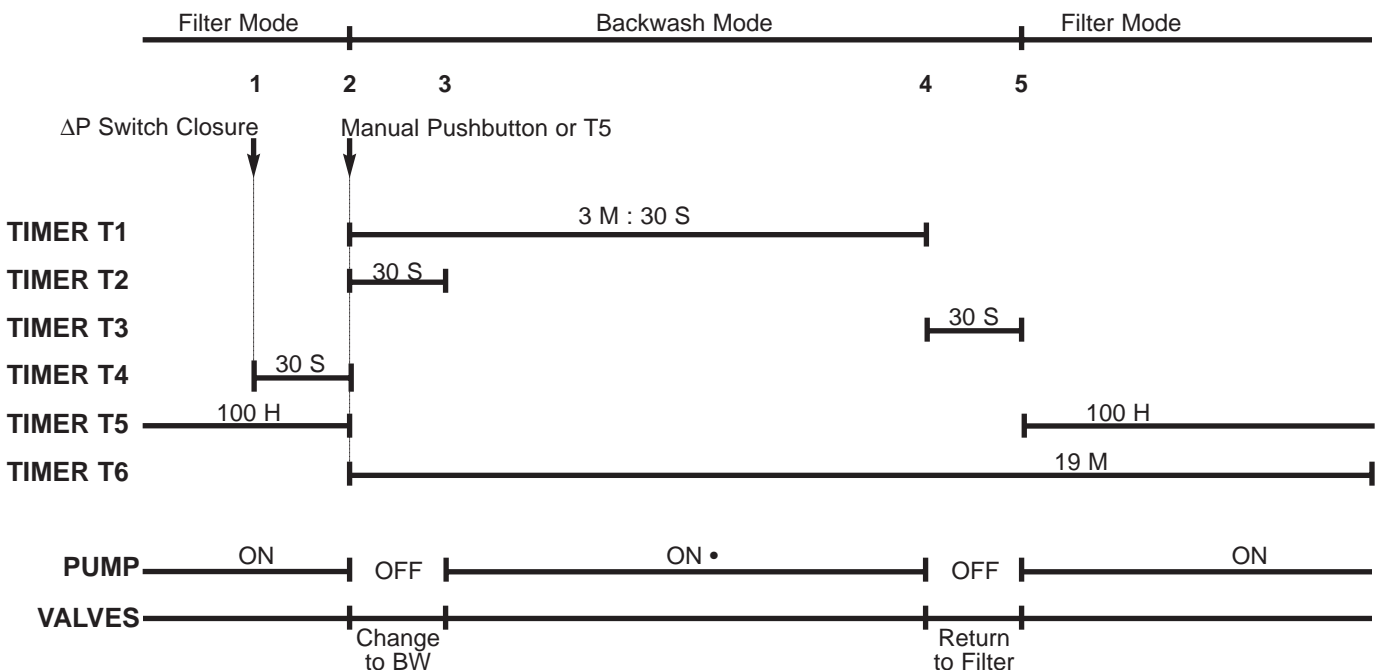 Filter Mode Backwash Mode Filter Mode
1 2 3 4 5
ΔP Switch Closure Manual Pushbutton or T5
TIMER T1 3 M : 30 S
TIMER T2 30 S
TIMER T3 30 S
TIMER T4 30 S
TIMER T5 100 H 100 H
TIMER T6 19 M
PUMP ON OFF ON • OFF ON
VALVES
Change Return
to BW to Filter